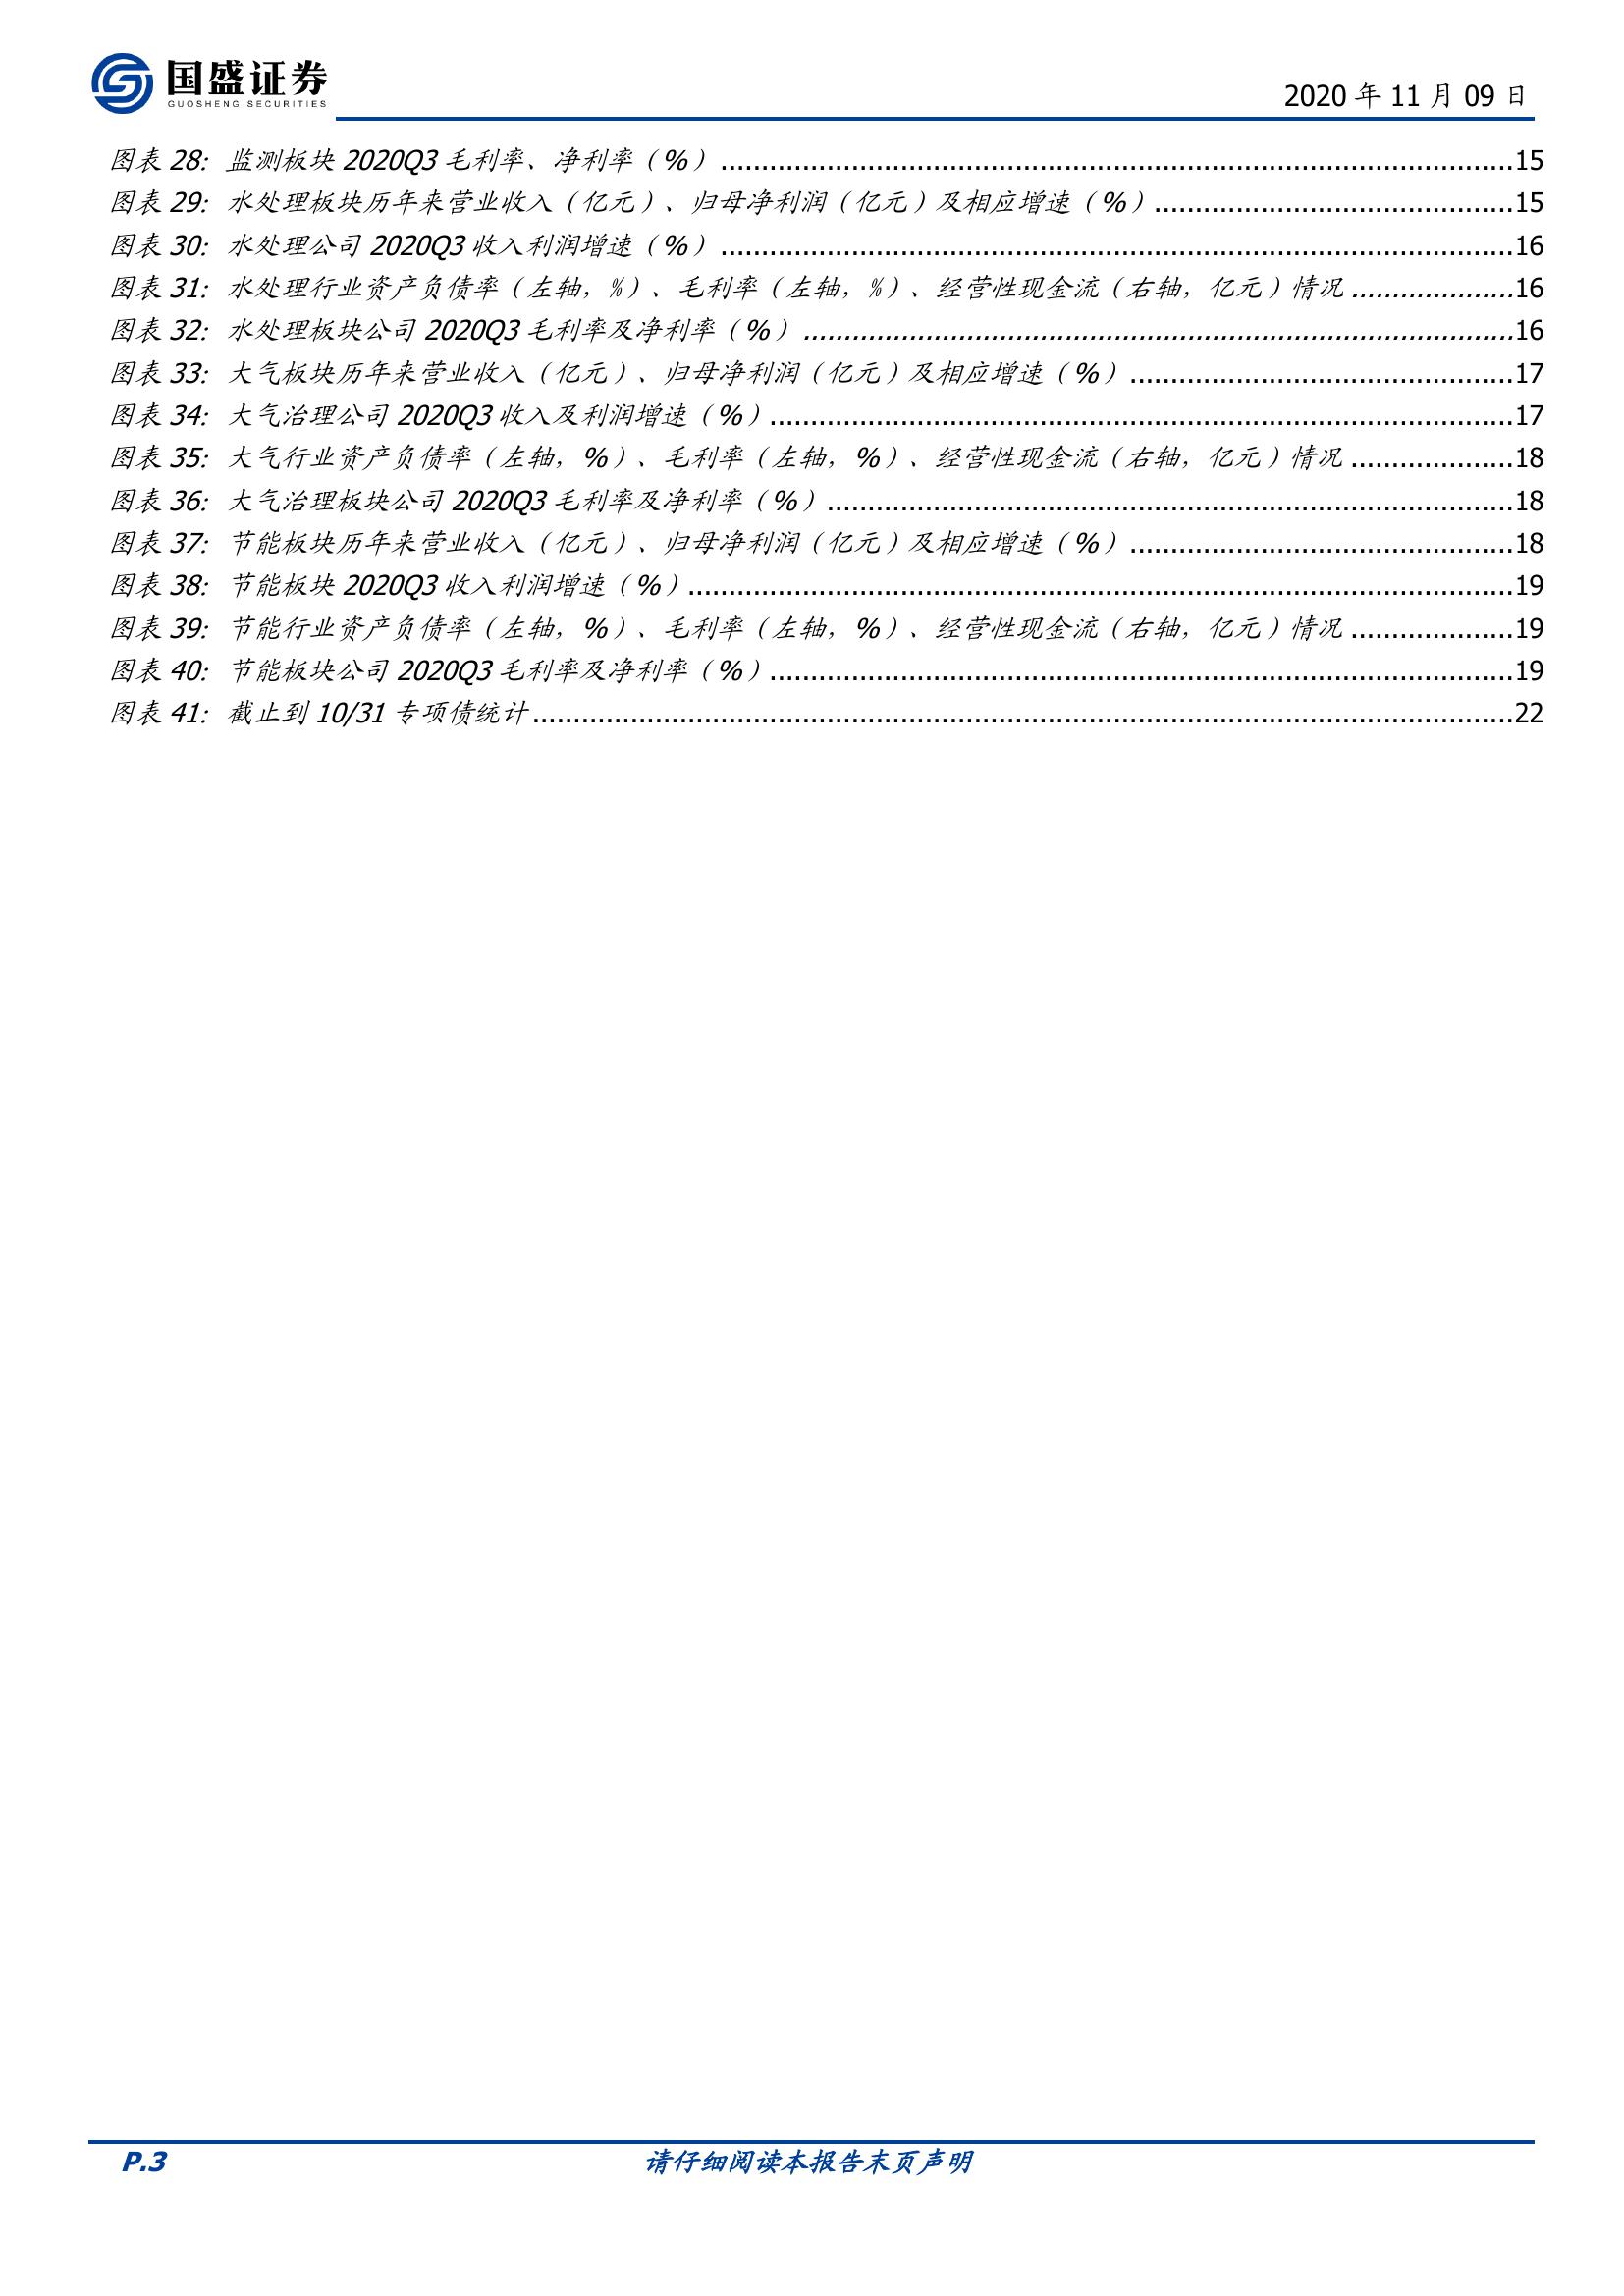 国盛证券
GUOSHENG SECURITIES
2020 年 11 月 09 日
图表 28: 监测板块 2020Q3 毛利率、净利率（%）......15
图表 29: 水处理板块历年来营业收入（亿元）、归母净利润（亿元）及相应增速（%）......15
图表 30: 水处理公司 2020Q3 收入利润增速（%）......16
图表 31: 水处理行业资产负债率（左轴，%）、毛利率（左轴，%）、经营性现金流（右轴，亿元）情况......16
图表 32: 水处理板块公司 2020Q3 毛利率及净利率（%）......16
图表 33: 大气板块历年来营业收入（亿元）、归母净利润（亿元）及相应增速（%）......17
图表 34: 大气治理公司 2020Q3 收入及利润增速（%）......17
图表 35: 大气行业资产负债率（左轴，%）、毛利率（左轴，%）、经营性现金流（右轴，亿元）情况......18
图表 36: 大气治理板块公司 2020Q3 毛利率及净利率（%）......18
图表 37: 节能板块历年来营业收入（亿元）、归母净利润（亿元）及相应增速（%）......18
图表 38: 节能板块 2020Q3 收入利润增速（%）......19
图表 39: 节能行业资产负债率（左轴，%）、毛利率（左轴，%）、经营性现金流（右轴，亿元）情况......19
图表 40: 节能板块公司 2020Q3 毛利率及净利率（%）......19
图表 41: 截止到 10/31 专项债统计......22
P.3
请仔细阅读本报告末页声明